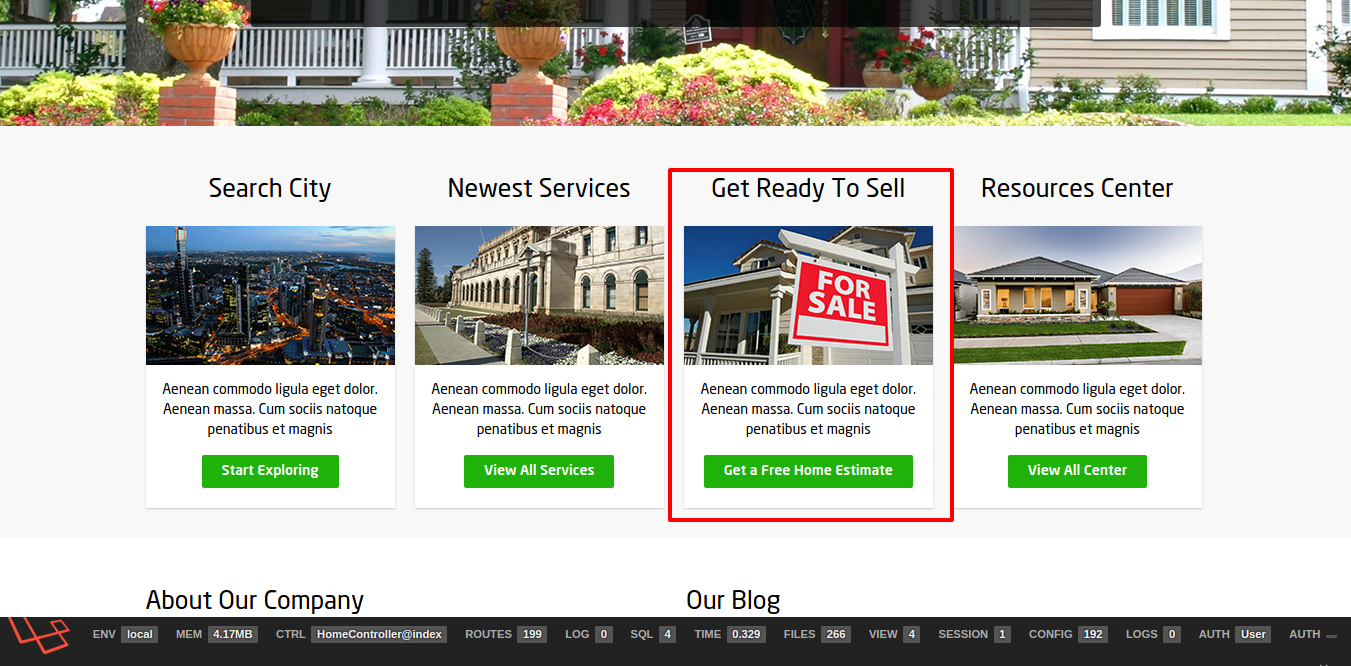 Search City
Newest Services
Get Ready To Sell
Resources Center
FOR
SALE
Aenean commodo ligula eget dolor.
Aenean massa. Cum sociis natoque
penatibus et magnis
Aenean commodo ligula eget dolor.
Aenean massa. Cum sociis natoque
penatibus et magnis
Aenean commodo ligula eget dolor.
Aenean massa. Cum sociis natoque
penatibus et magnis
Aenean commodo ligula eget dolor.
Aenean massa. Cum sociis natoque
penatibus et magnis
Start Exploring
View All Services
Get a Free Home Estimate
View All Center
About Our Company
Our Blog
ENV local MEM 4.17MB CTRL HomeController@index ROUTES 199 LOG 0 SQL 4 TIME 0.329 FILES 266 VIEW 4 SESSION 1 CONFIG 192 LOGS 0 AUTH User AUTH